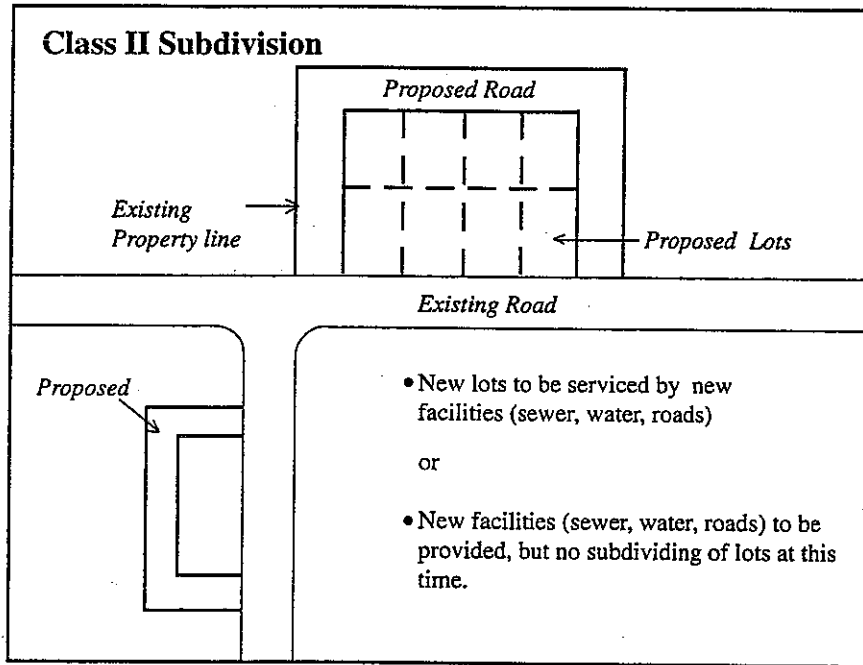 Class II Subdivision
Proposed Road
Existing
Property line
Proposed Lots
Existing Road
Proposed
• New lots to be serviced by new
facilities (sewer, water, roads)
or
• New facilities (sewer, water, roads) to be
provided, but no subdividing of lots at this
time.